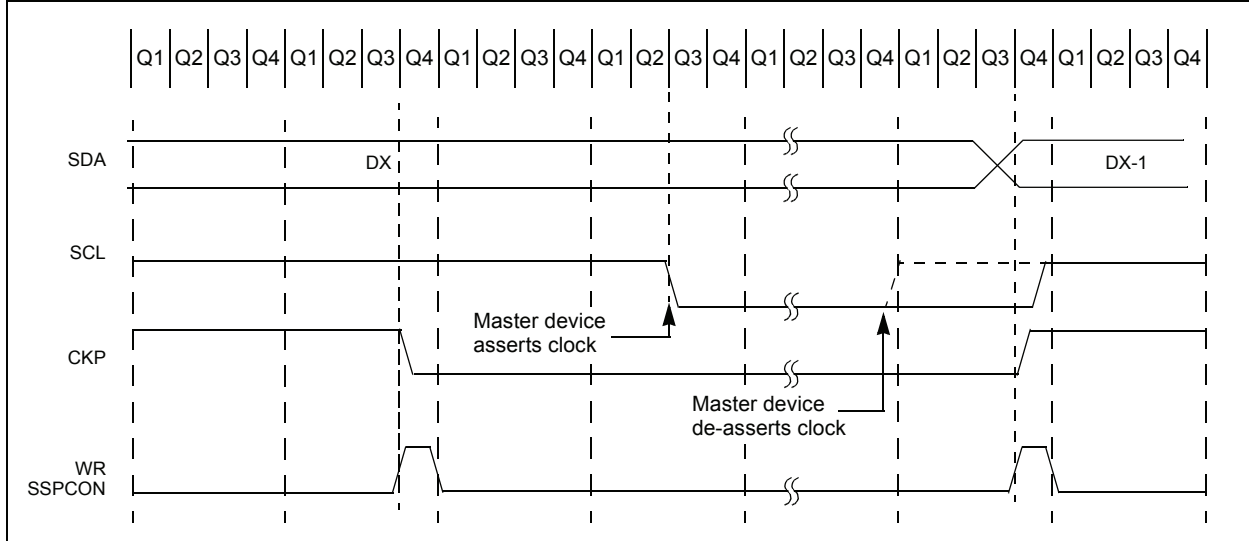 Q1 Q2 Q3 Q4 Q1 Q2 Q3 Q4 Q1 Q2 Q3 Q4 Q1 Q2 Q3 Q4 Q1 Q2 Q3 Q4 Q1 Q2 Q3 Q4 Q1 Q2 Q3 Q4
SDA
DX
DX-1
SCL
Master device
asserts clock
CKP
Master device
de-asserts clock
WR
SSPCON